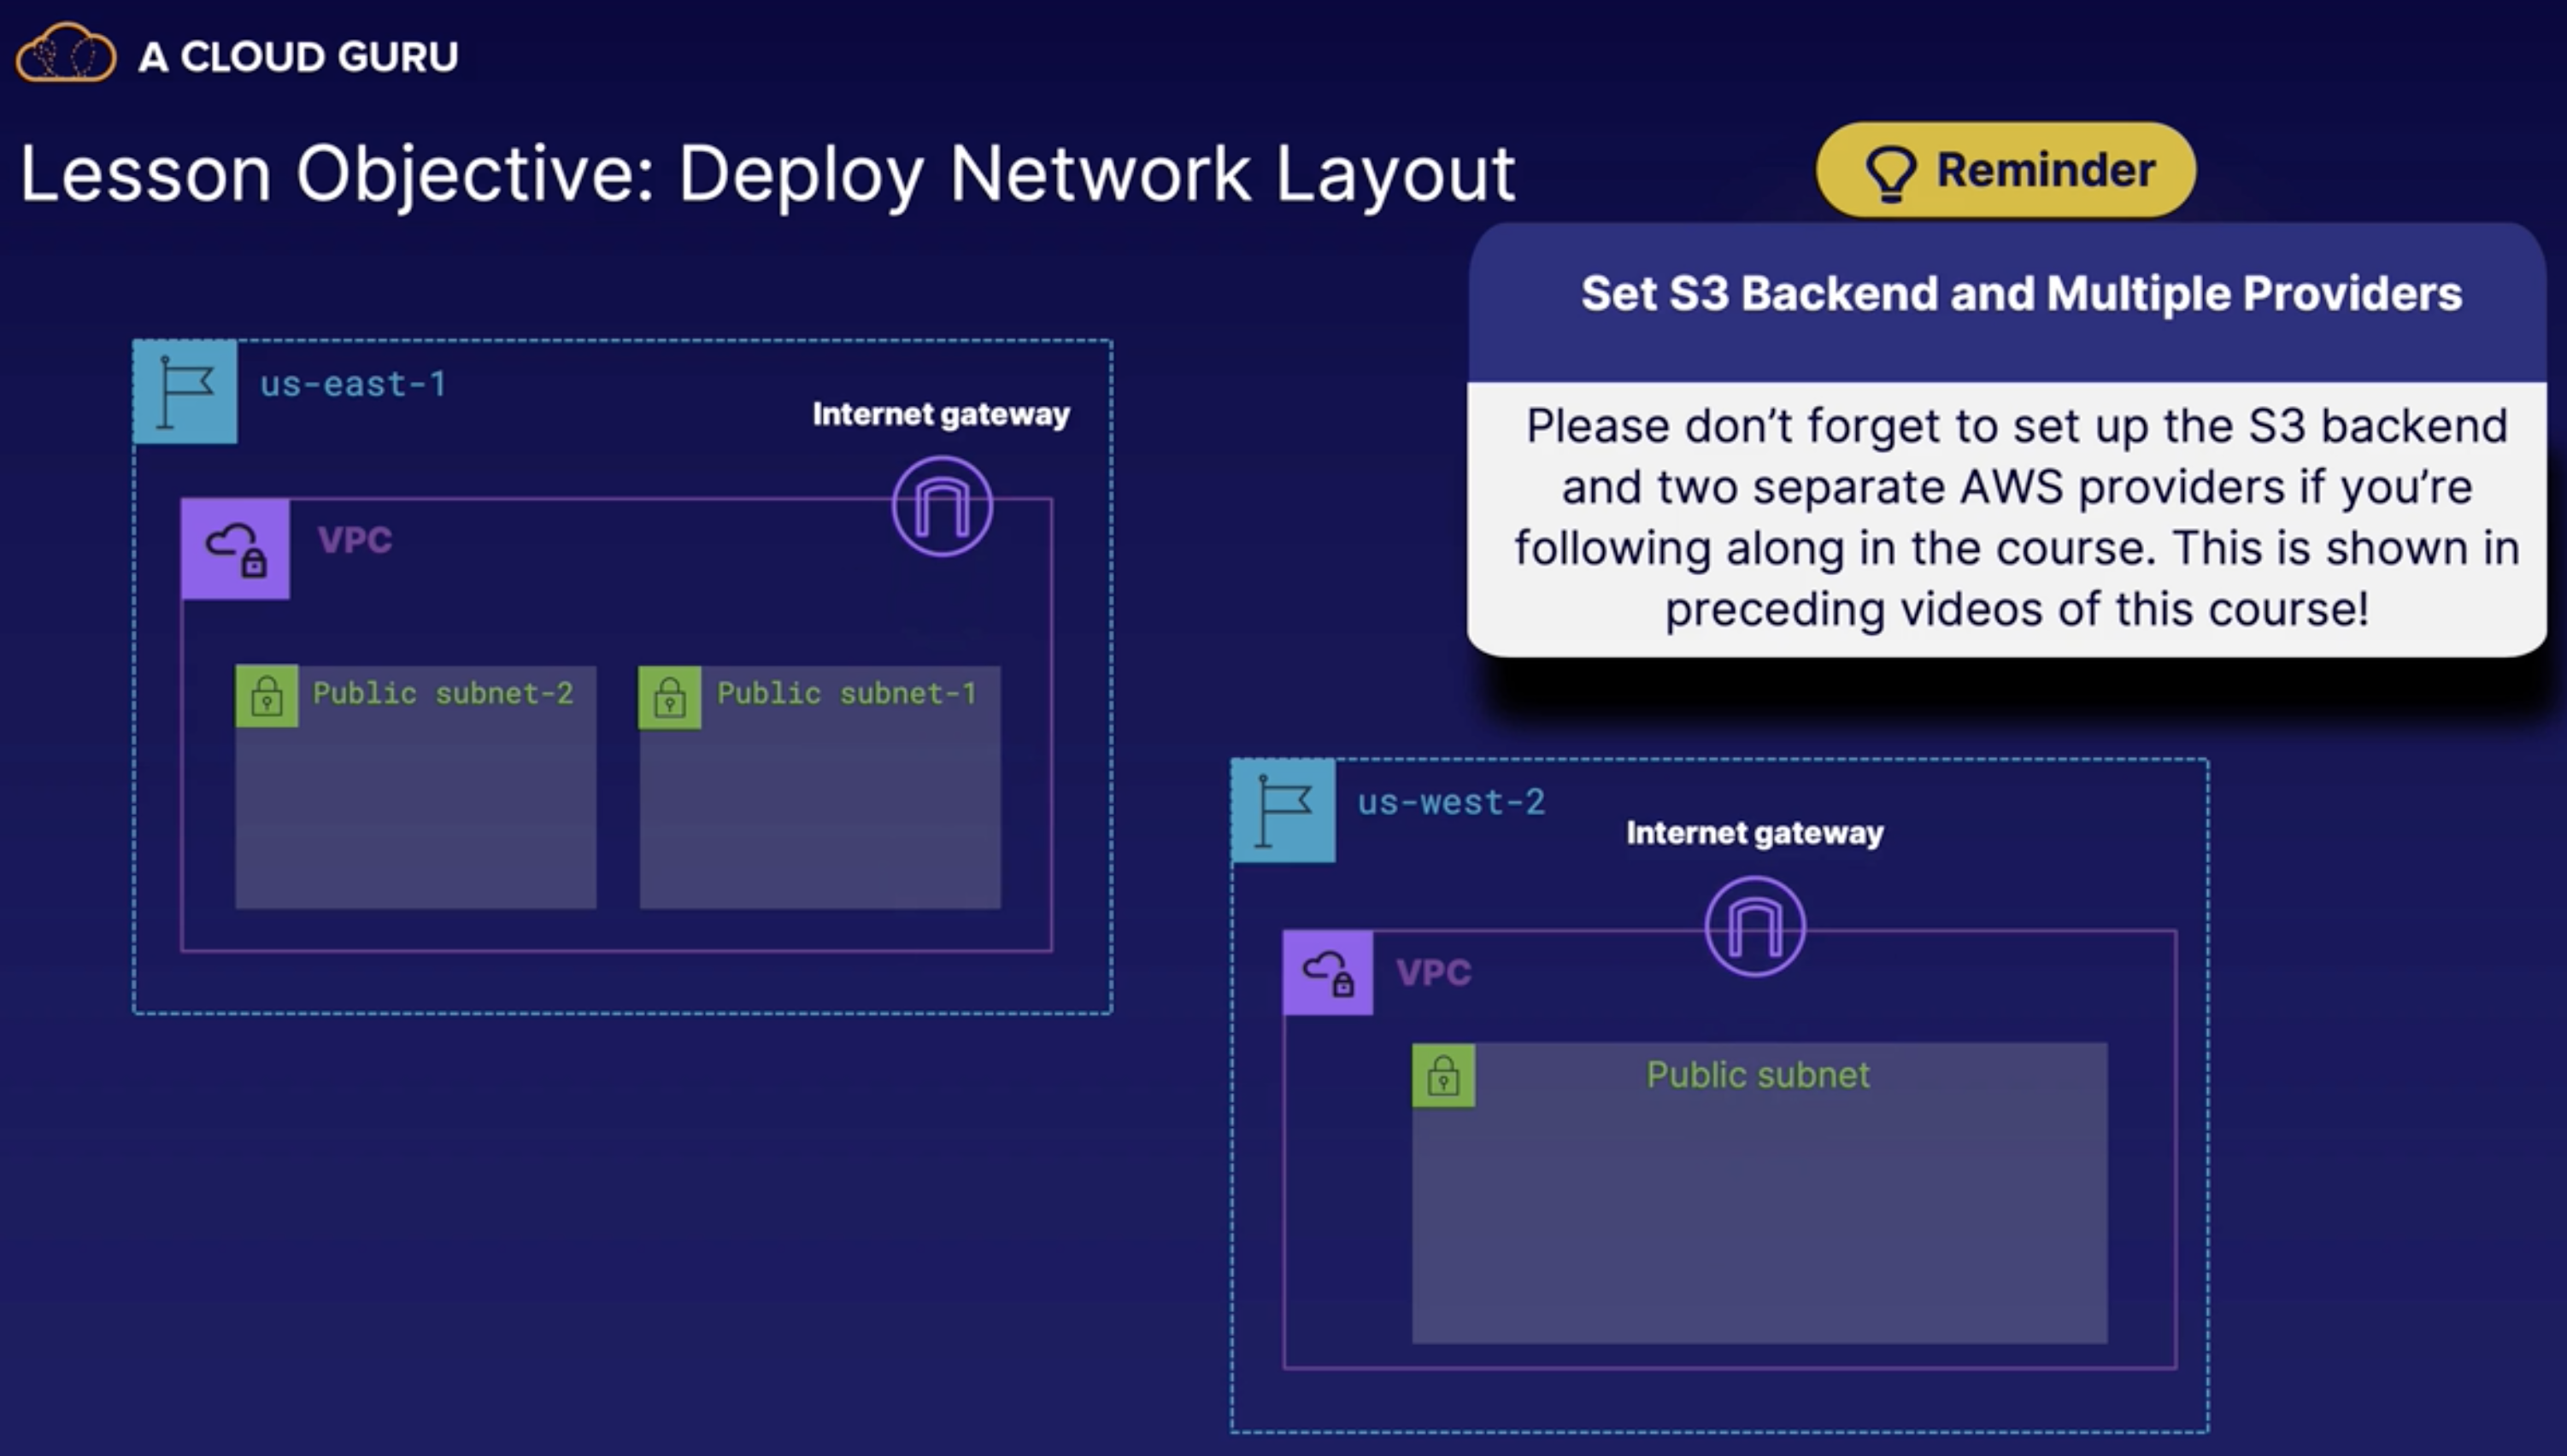 A CLOUD GURU
Lesson Objective: Deploy Network Layout
Reminder
Set S3 Backend and Multiple Providers
Please don’t forget to set up the S3 backend
and two separate AWS providers if you’re
following along in the course. This is shown in
preceding videos of this course!
us-east-1
Internet gateway
VPC
Public subnet-2
Public subnet-1
us-west-2
Internet gateway
VPC
Public subnet